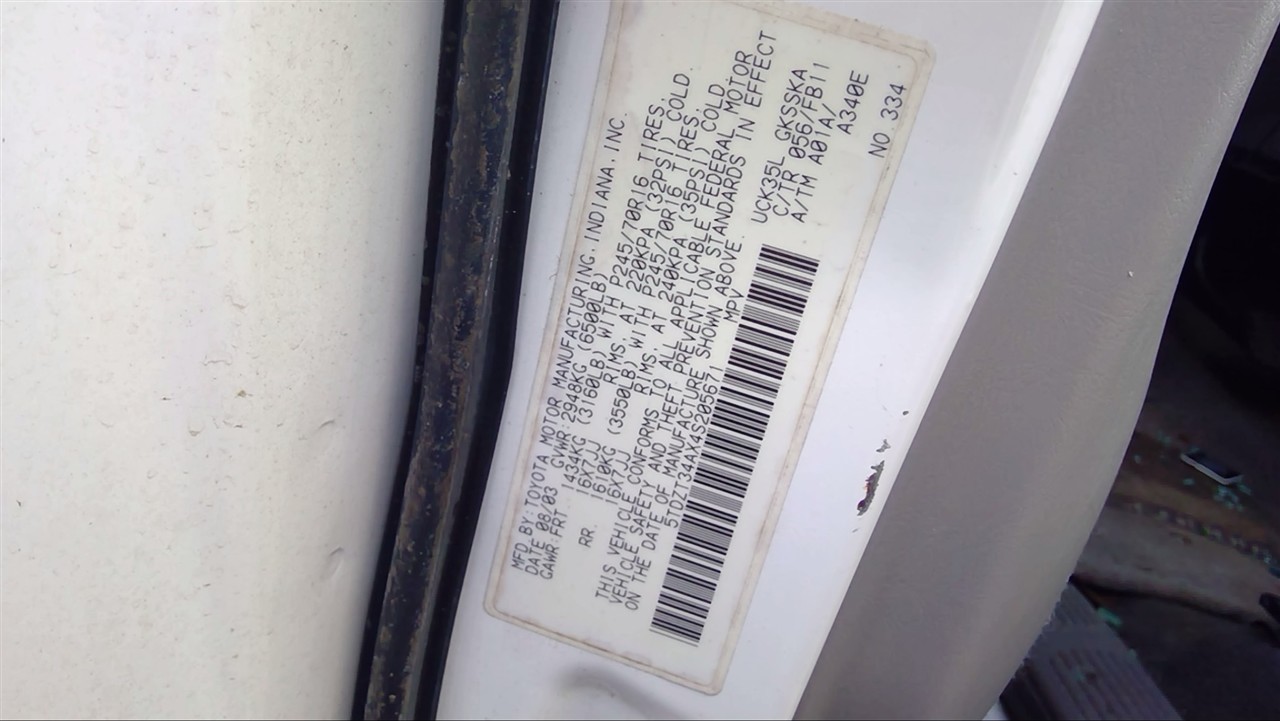 MFD BY:TOYOTA MOTOR MANUFACTURING,INDIANA,INC.
DATE 08/03 GVWR:2948KG (6500LB)
GAWR:FRT. 1434KG (3160LB) WITH P245/70R16 TIRES,
16X7JJ RIMS, AT 220KPA (32PSI) COLD
RR. 1610KG (3550LB) WITH P245/70R16 TIRES.
16X7JJ RIMS, AT 240KPA (35PSI) COLD
THIS VEHICLE CONFORMS TO ALL APPLICABLE FEDERAL MOTOR
VEHICLE SAFETY AND THEFT PREVENTION STANDARDS IN EFFECT
ON THE DATE OF MANUFACTURE SHOWN ABOVE.
5TDZT34AX4S205671 MPV
UCK35L GKSSKA
C/TR 056/FB11
A/TM A01A/
A340E
NO 334